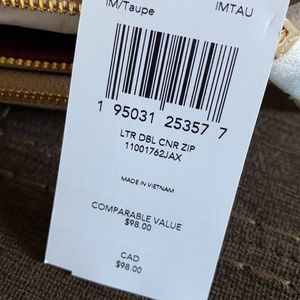 IM/Taupe IMTAU
1 95031 25357 7
LTR DBL CNR ZIP
11001762JAX
MADE IN VIETNAM
COMPARABLE VALUE
$98.00
CAD
$98.00